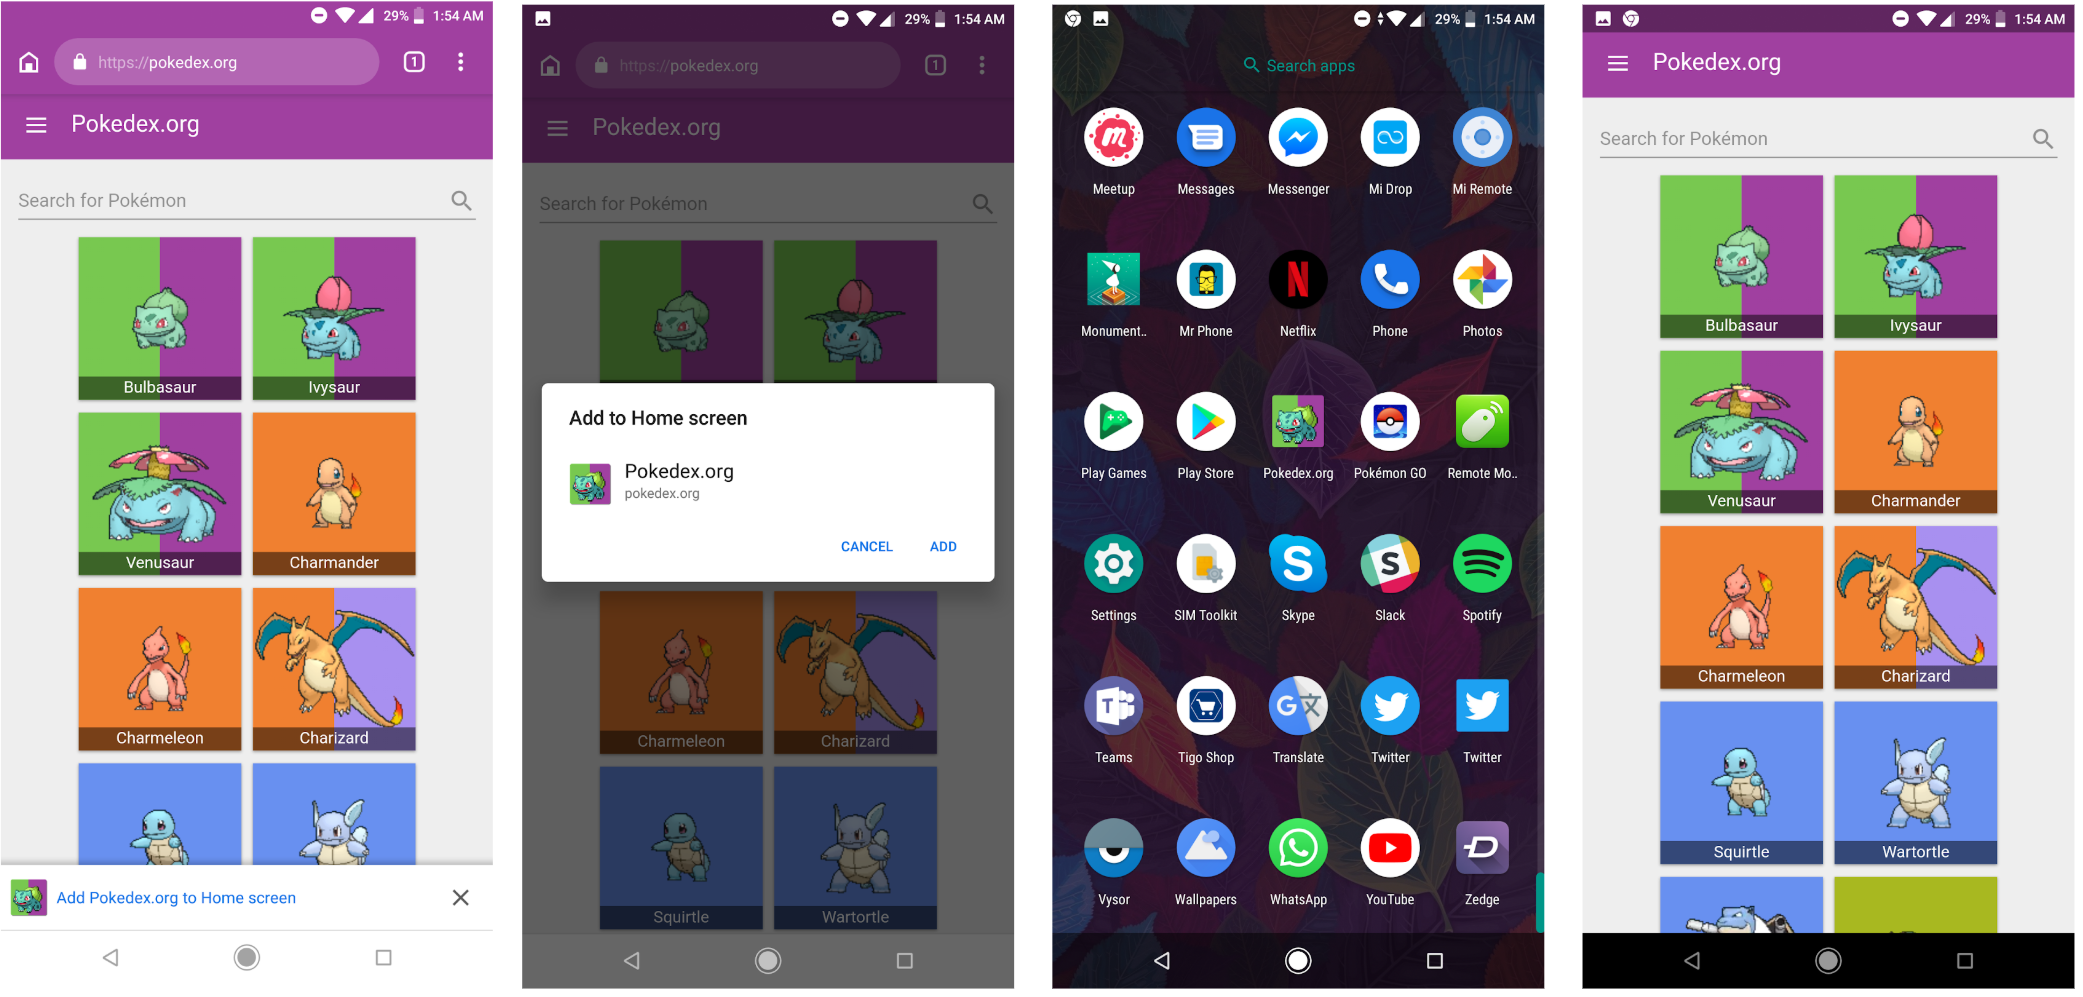 29% 1:54 AM
https://pokedex.org 1
Pokedex.org
Search for Pokémon
Bulbasaur Ivysaur
Venusaur Charmander
Charmeleon Charizard
Add Pokedex.org to Home screen
29% 1:54 AM
https://pokedex.org 1
Pokedex.org
Search for Pokémon
Add to Home screen
Pokedex.org
pokedex.org
CANCEL ADD
Charmeleon Charizard
Squirtle Wartortle
29% 1:54 AM
Search apps
Meetup Messages Messenger Mi Drop Mi Remote
Monument.. Mr Phone Netflix Phone Photos
Play Games Play Store Pokedex.org Pokémon GO Remote Mo..
Settings SIM Toolkit Skype Slack Spotify
Teams Tigo Shop Translate Twitter Twitter
Vysor Wallpapers WhatsApp YouTube Zedge
29% 1:54 AM
Pokedex.org
Search for Pokémon
Bulbasaur Ivysaur
Venusaur Charmander
Charmeleon Charizard
Squirtle Wartortle